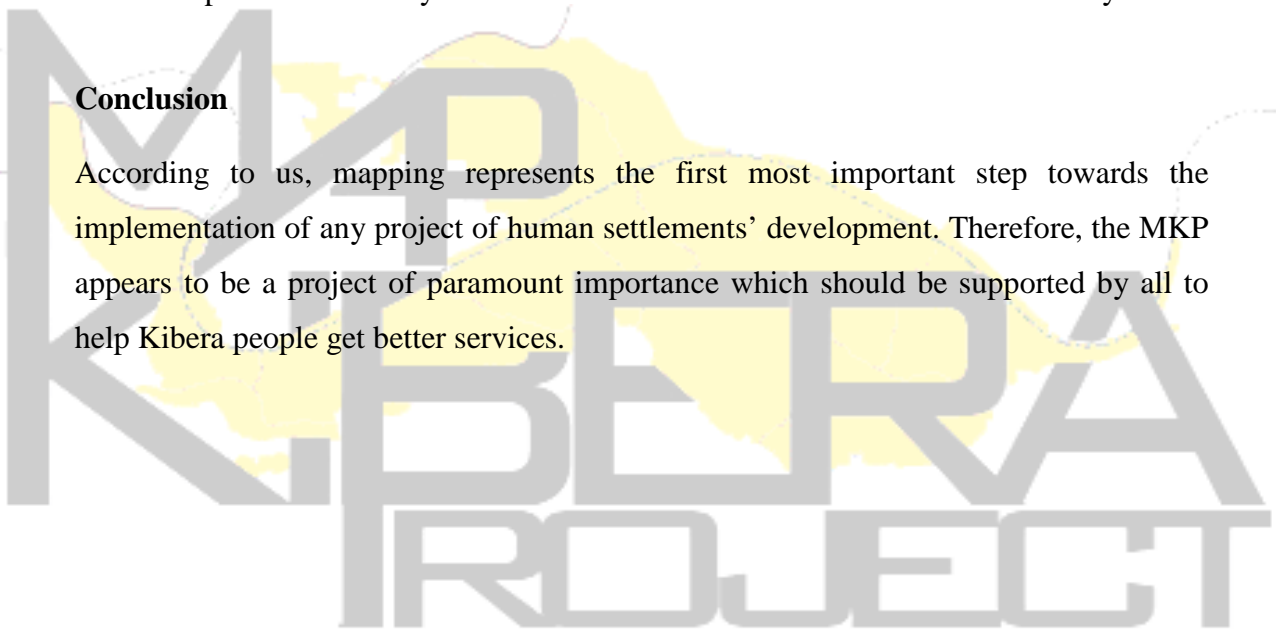 Conclusion
According to us, mapping represents the first most important step towards the
implementation of any project of human settlements’ development. Therefore, the MKP
appears to be a project of paramount importance which should be supported by all to
help Kibera people get better services.
MAP
KIBERA
PROJECT